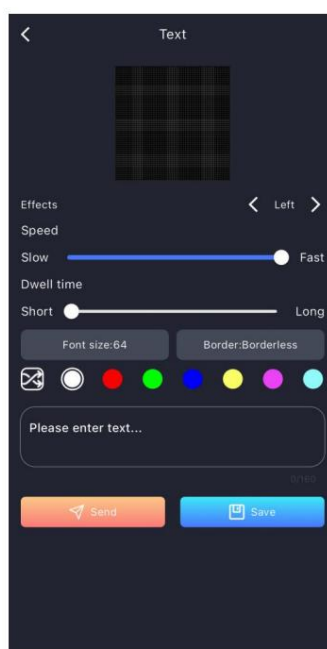 Text
Effects
Left
Speed
Slow
Fast
Dwell time
Short
Long
Font size:64
Border:Borderless
Please enter text...
0/160
Send
Save